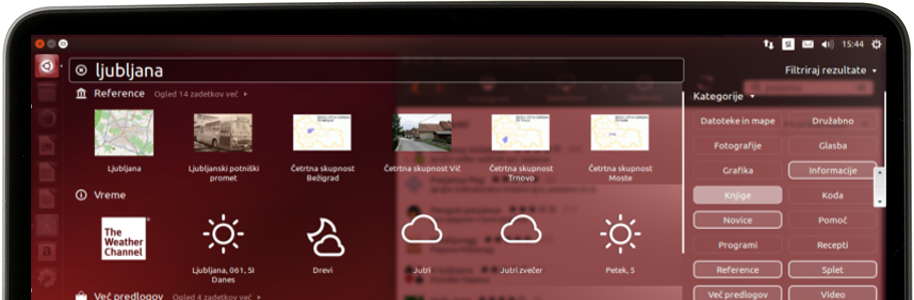 SI 15:44
ljubljana
Filtriraj rezultate
Reference Ogled 14 zadetkov več
Kategorije
Ljubljana
Ljubljanski potniški
promet
Četrtna skupnost
Bežigrad
Četrtna skupnost Vič
Četrtna skupnost
Trnovo
Četrtna skupnost
Moste
Datoteke in mape
Družabno
Fotografije
Glasba
Grafika
Informacije
Knjige
Koda
Novice
Pomoč
Programi
Recepti
Reference
Splet
Več predlogov
Video
Vreme
The
Weather
Channel
Ljubljana, 061, SI
Danes
Drevi
Jutri
Jutri zvečer
Petek, 5
Več predlogov Ogled 4 zadetkov več